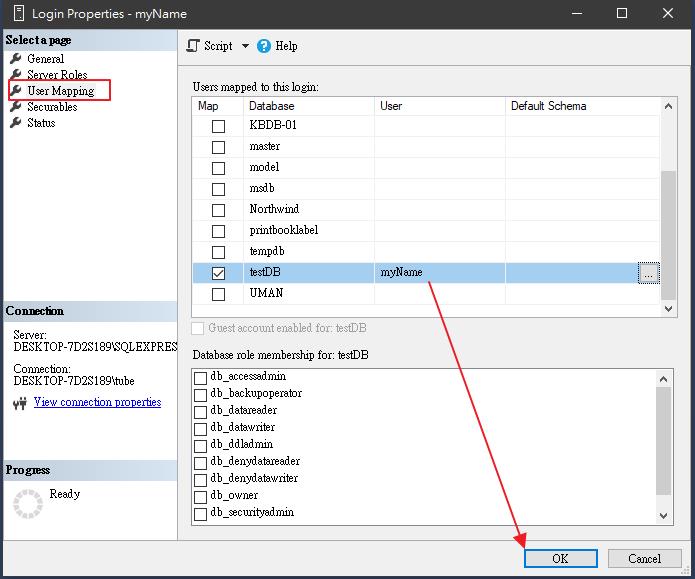 Login Properties - myName
Select a page
General
Server Roles
User Mapping
Securables
Status
Connection
Server:
DESKTOP-7D2S189\SQLEXPRES
Connection:
DESKTOP-7D2S189\tube
View connection properties
Progress
Ready
Script Help
Users mapped to this login:
Map Database User Default Schema
KBDB-01
master
model
msdb
Northwind
printbooklabel
tempdb
testDB myName ...
UMAN
Guest account enabled for: testDB
Database role membership for: testDB
db_accessadmin
db_backupoperator
db_datareader
db_datawriter
db_ddladmin
db_denydatareader
db_denydatawriter
db_owner
db_securityadmin
OK Cancel